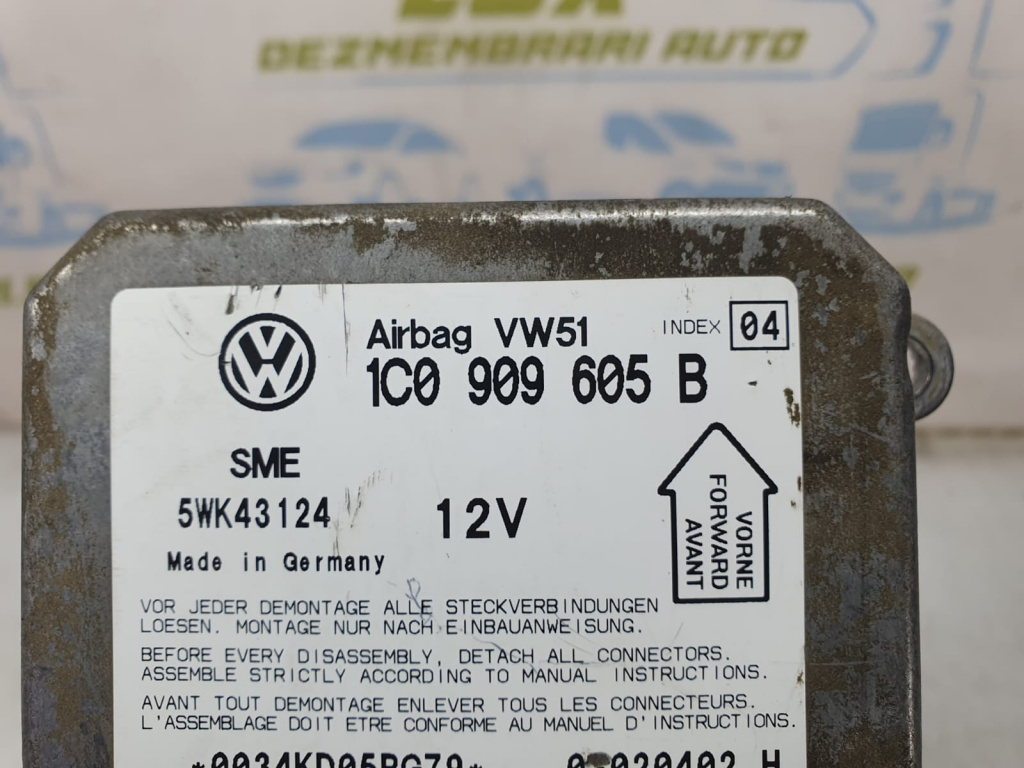 DEZMEMBRARI AUTO
Airbag VW51
INDEX 04
1C0 909 605 B
SME
5WK43124
12V
Made in Germany
VORNE
FORWARD
AVANT
VOR JEDER DEMONTAGE ALLE STECKVERBINDUNGEN
LOESEN. MONTAGE NUR NACH EINBAUANWEISUNG.
BEFORE EVERY DISASSEMBLY, DETACH ALL CONNECTORS.
ASSEMBLE STRICTLY ACCORDING TO MANUAL INSTRUCTIONS.
AVANT TOUT DEMONTAGE ENLEVER TOUS LES CONNECTEURS.
L'ASSEMBLAGE DOIT ETRE CONFORME AU MANUEL D'INSTRUCTIONS.